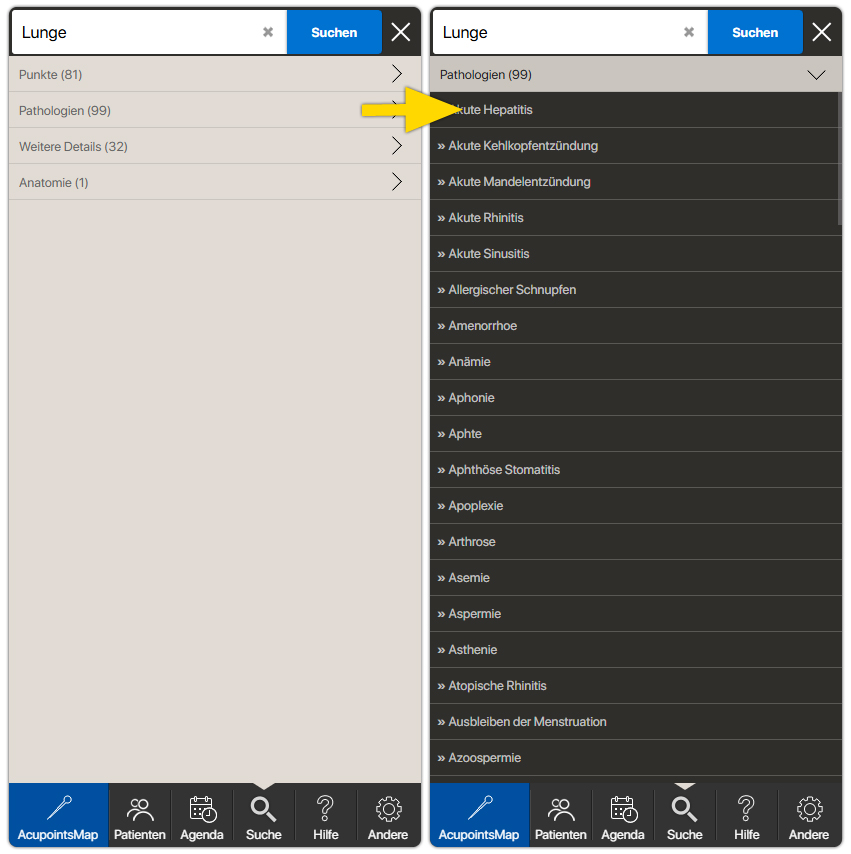 Lunge
Suchen
Punkte (81)
Pathologien (99)
Weitere Details (32)
Anatomie (1)
AcupointsMap
Patienten
Agenda
Suche
Hilfe
Andere
Lunge
Suchen
Pathologien (99)
Hepatitis
» Akute Kehlkopfentzündung
» Akute Mandelentzündung
» Akute Rhinitis
» Akute Sinusitis
» Allergischer Schnupfen
» Amenorrhoe
» Anämie
» Aphonie
» Aphte
» Aphthöse Stomatitis
» Apoplexie
» Arthrose
» Asemie
» Aspermie
» Asthenie
» Atopische Rhinitis
» Ausbleiben der Menstruation
» Azoospermie
AcupointsMap
Patienten
Agenda
Suche
Hilfe
Andere